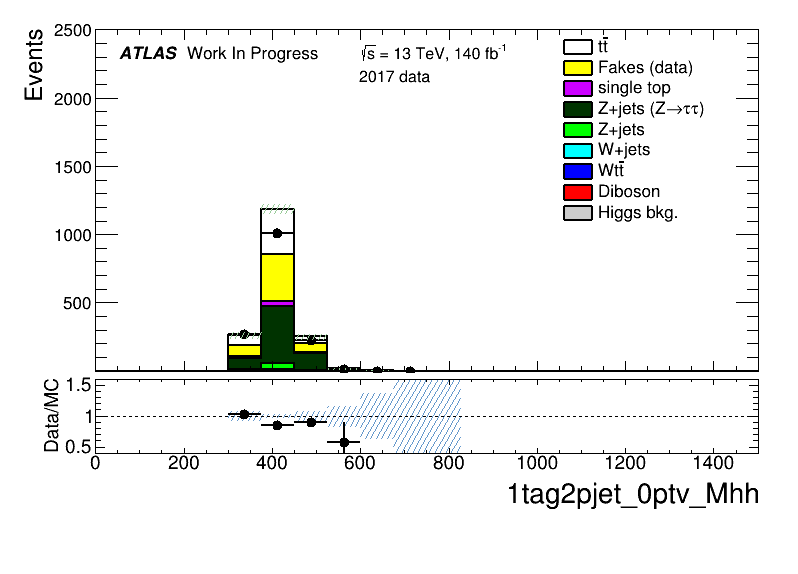 Events
2500
2000
1500
1000
500
ATLAS Work In Progress
√s = 13 TeV, 140 fb⁻¹
2017 data
tt̄
Fakes (data)
single top
Z+jets (Z→ττ)
Z+jets
W+jets
Wtt̄
Diboson
Higgs bkg.
Data/MC
1.5
1
0.5
0 200 400 600 800 1000 1200 1400
1tag2pjet_0ptv_Mhh